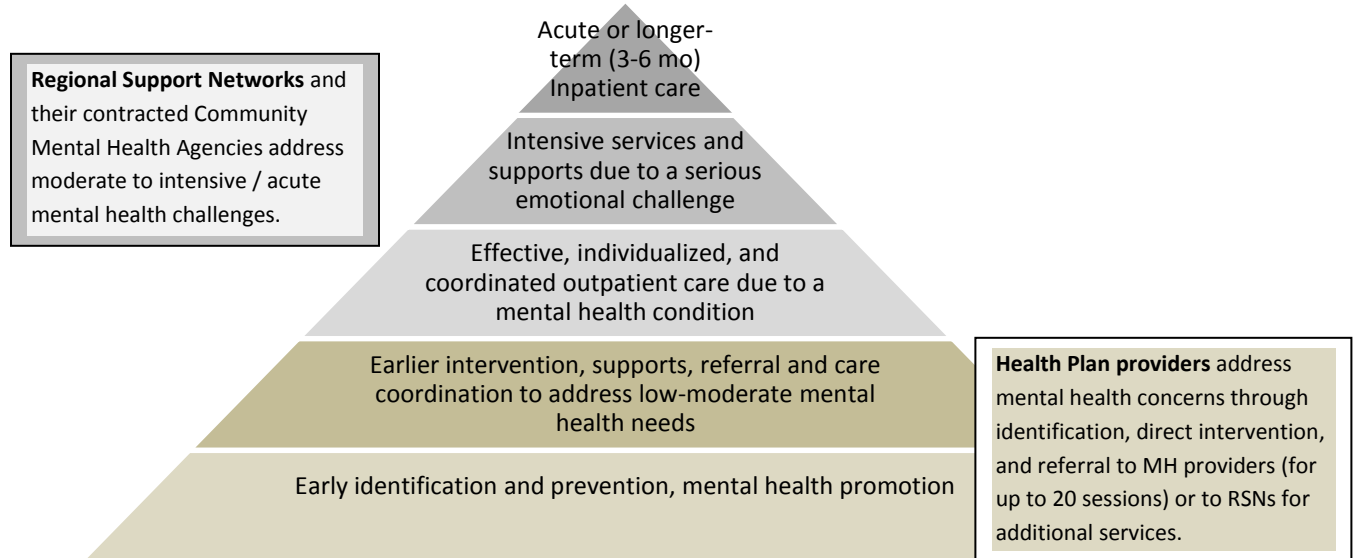 Acute or longer-
term (3-6 mo)
Inpatient care
Regional Support Networks and
their contracted Community
Mental Health Agencies address
moderate to intensive / acute
mental health challenges.
Intensive services and
supports due to a serious
emotional challenge
Effective, individualized, and
coordinated outpatient care due to a
mental health condition
Earlier intervention, supports, referral and care
coordination to address low-moderate mental
health needs
Health Plan providers address
mental health concerns through
identification, direct intervention,
and referral to MH providers (for
up to 20 sessions) or to RSNs for
additional services.
Early identification and prevention, mental health promotion